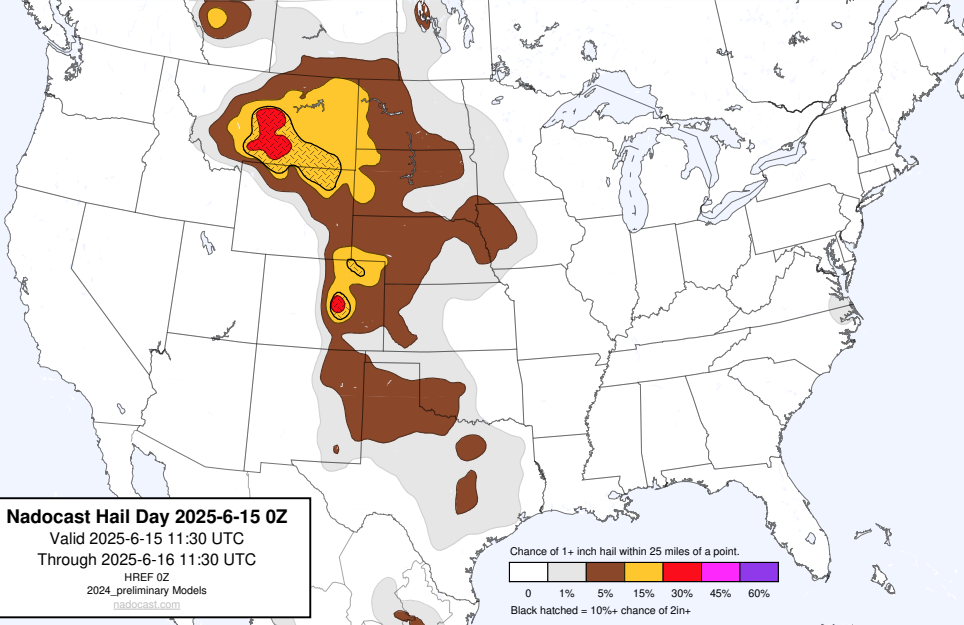 Nadocast Hail Day 2025-6-15 0Z
Valid 2025-6-15 11:30 UTC
Through 2025-6-16 11:30 UTC
HREF 0Z
2024_preliminary Models
nadocast.com
Chance of 1+ inch hail within 25 miles of a point.
0 1% 5% 15% 30% 45% 60%
Black hatched = 10%+ chance of 2in+